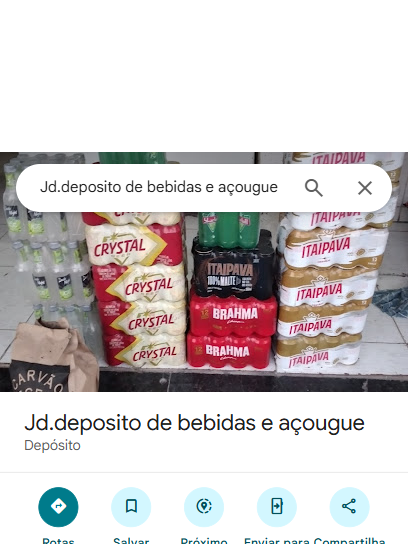 Jd.deposito de bebidas e açougue
ITAIPAVA
CRYSTAL
ITAIPAVA
CRYSTAL
ITAIPAVA
100% MALTE
ITAIPAVA
CRYSTAL
BRAHMA
ITAIPAVA
CRYSTAL
BRAHMA
ITAIPAVA
CARVÃO
Jd.deposito de bebidas e açougue
Depósito
Rotas
Salvar
Próximo
Enviar para
Compartilha